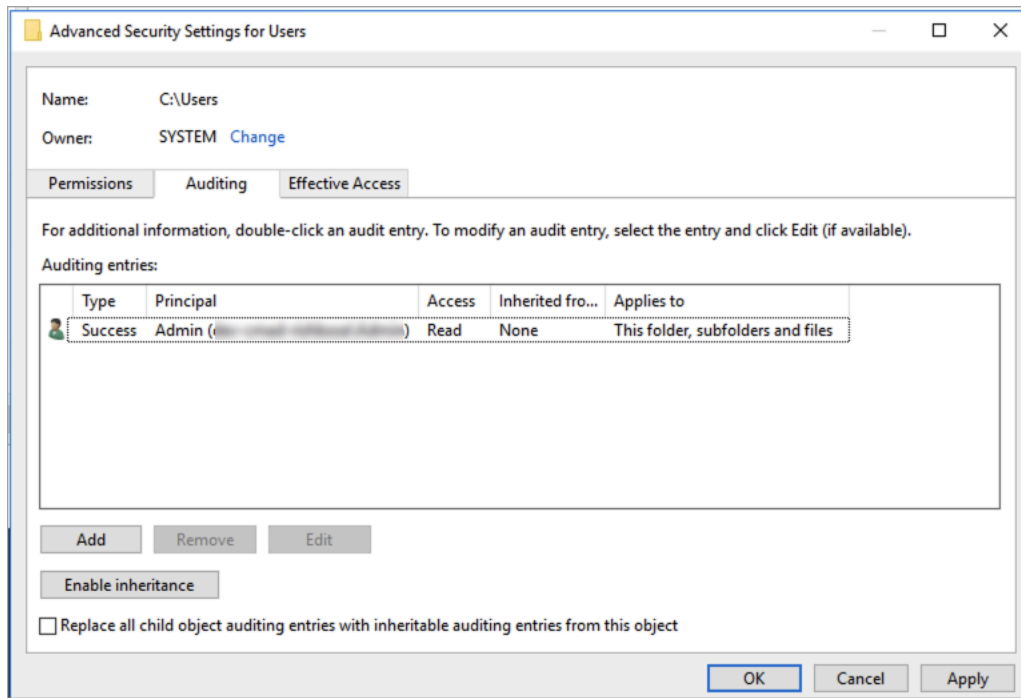 Advanced Security Settings for Users
Name: C:\Users
Owner: SYSTEM Change
Permissions Auditing Effective Access
For additional information, double-click an audit entry. To modify an audit entry, select the entry and click Edit (if available).
Auditing entries:
Type Principal Access Inherited fro... Applies to
Success Admin ( ) Read None This folder, subfolders and files
Add Remove Edit
Enable inheritance
Replace all child object auditing entries with inheritable auditing entries from this object
OK Cancel Apply